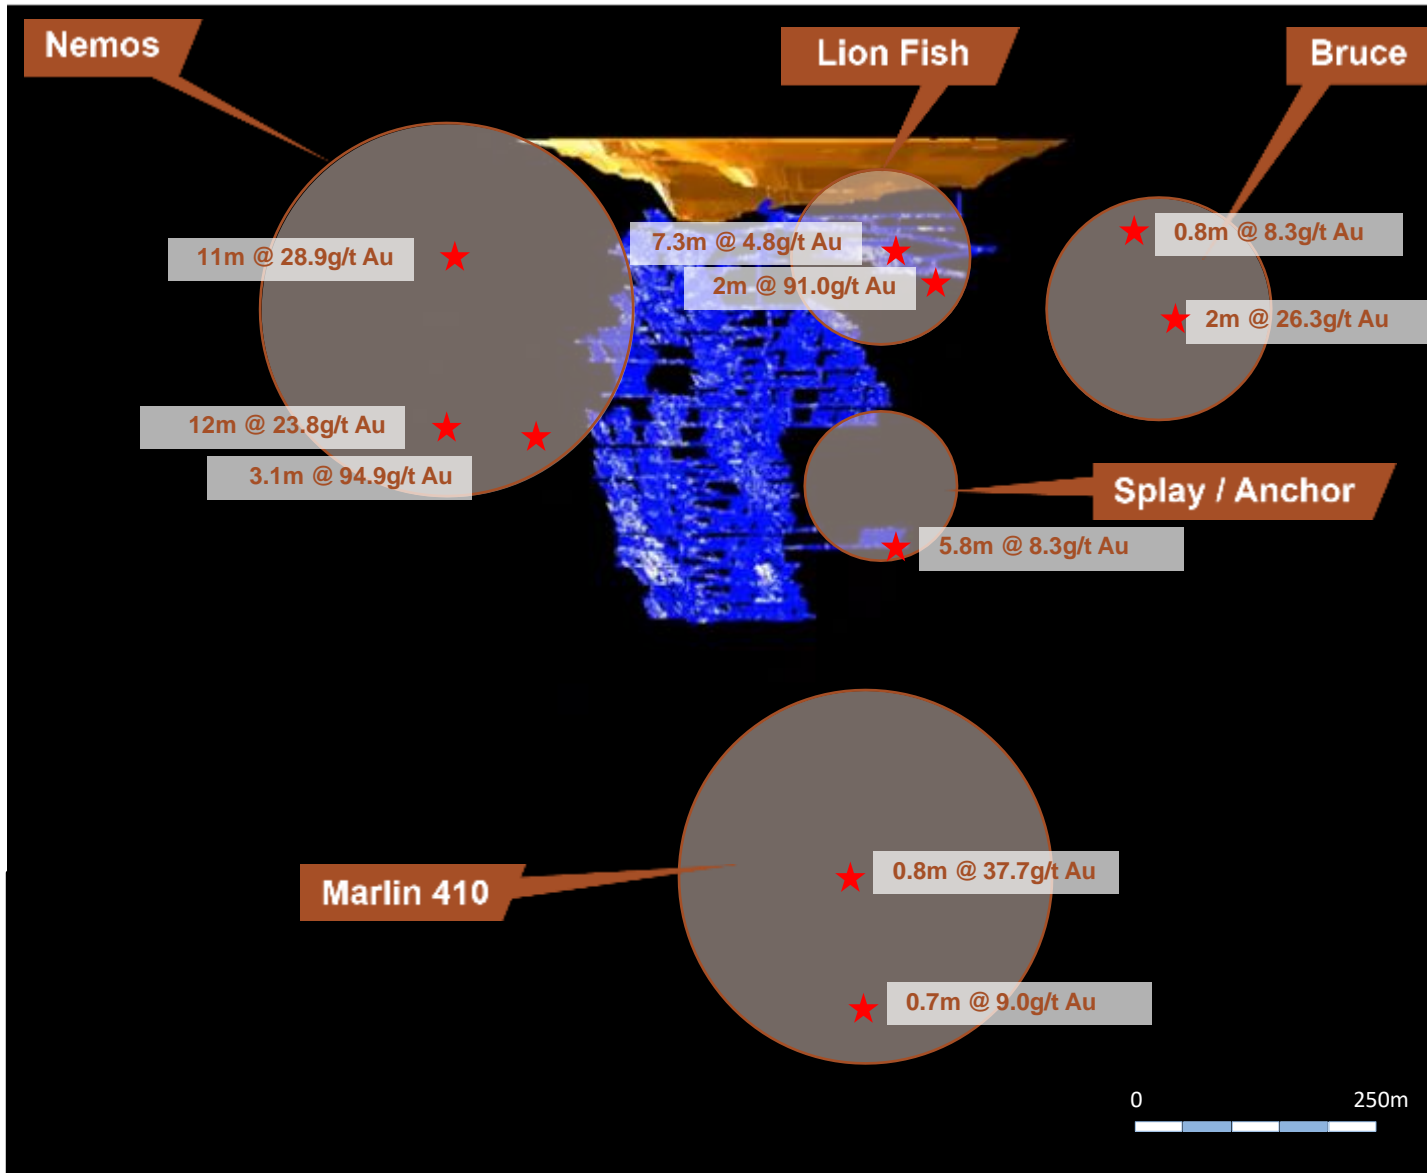 Nemos
Lion Fish
Bruce
11m @ 28.9g/t Au
7.3m @ 4.8g/t Au
2m @ 91.0g/t Au
0.8m @ 8.3g/t Au
2m @ 26.3g/t Au
12m @ 23.8g/t Au
3.1m @ 94.9g/t Au
Splay / Anchor
5.8m @ 8.3g/t Au
Marlin 410
0.8m @ 37.7g/t Au
0.7m @ 9.0g/t Au
0 250m